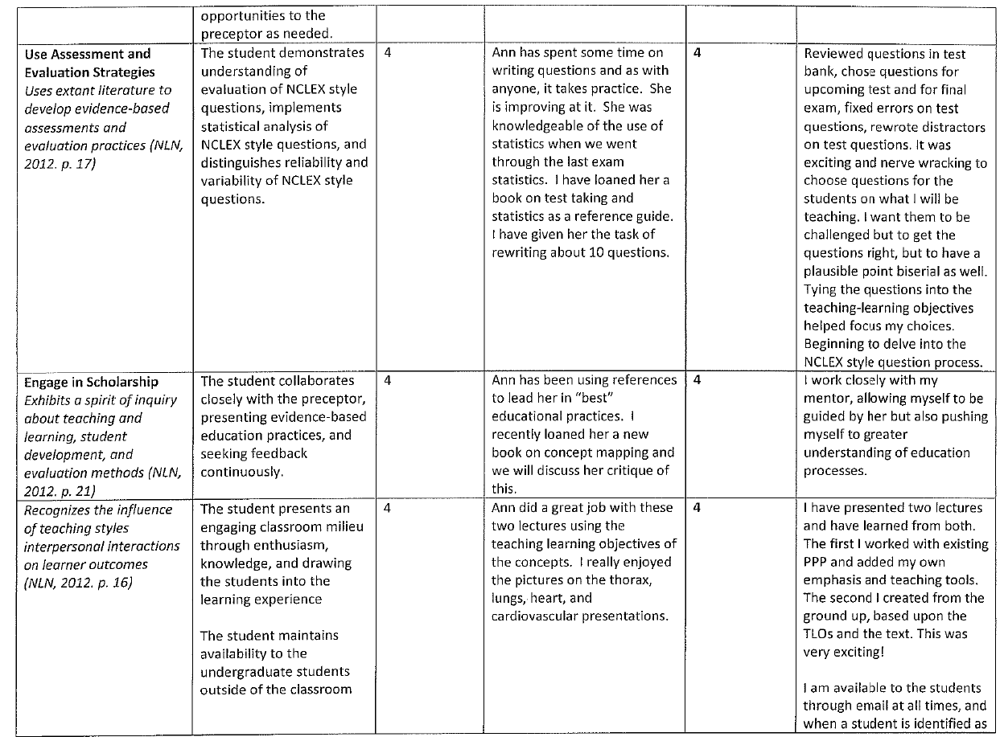 opportunities to the
preceptor as needed.
Use Assessment and
Evaluation Strategies
Uses extant literature to
develop evidence-based
assessments and
evaluation practices (NLN,
2012. p. 17)
The student demonstrates
understanding of
evaluation of NCLEX style
questions, implements
statistical analysis of
NCLEX style questions, and
distinguishes reliability and
variability of NCLEX style
questions.
4
Ann has spent some time on
writing questions and as with
anyone, it takes practice.  She
is improving at it.  She was
knowledgeable of the use of
statistics when we went
through the last exam
statistics.  I have loaned her a
book on test taking and
statistics as a reference guide.
I have given her the task of
rewriting about 10 questions.
4
Reviewed questions in test
bank, chose questions for
upcoming test and for final
exam, fixed errors on test
questions, rewrote distractors
on test questions. It was
exciting and nerve wracking to
choose questions for the
students on what I will be
teaching. I want them to be
challenged but to get the
questions right, but to have a
plausible point biserial as well.
Tying the questions into the
teaching-learning objectives
helped focus my choices.
Beginning to delve into the
NCLEX style question process.
Engage in Scholarship
Exhibits a spirit of inquiry
about teaching and
learning, student
development, and
evaluation methods (NLN,
2012. p. 21)
The student collaborates
closely with the preceptor,
presenting evidence-based
education practices, and
seeking feedback
continuously.
4
Ann has been using references
to lead her in “best”
educational practices.  I
recently loaned her a new
book on concept mapping and
we will discuss her critique of
this.
4
I work closely with my
mentor, allowing myself to be
guided by her but also pushing
myself to greater
understanding of education
processes.
Recognizes the influence
of teaching styles
interpersonal interactions
on learner outcomes
(NLN, 2012. p. 16)
The student presents an
engaging classroom milieu
through enthusiasm,
knowledge, and drawing
the students into the
learning experience
The student maintains
availability to the
undergraduate students
outside of the classroom
4
Ann did a great job with these
two lectures using the
teaching learning objectives of
the concepts.  I really enjoyed
the pictures on the thorax,
lungs, heart, and
cardiovascular presentations.
4
I have presented two lectures
and have learned from both.
The first I worked with existing
PPP and added my own
emphasis and teaching tools.
The second I created from the
ground up, based upon the
TLOs and the text. This was
very exciting!
I am available to the students
through email at all times, and
when a student is identified as